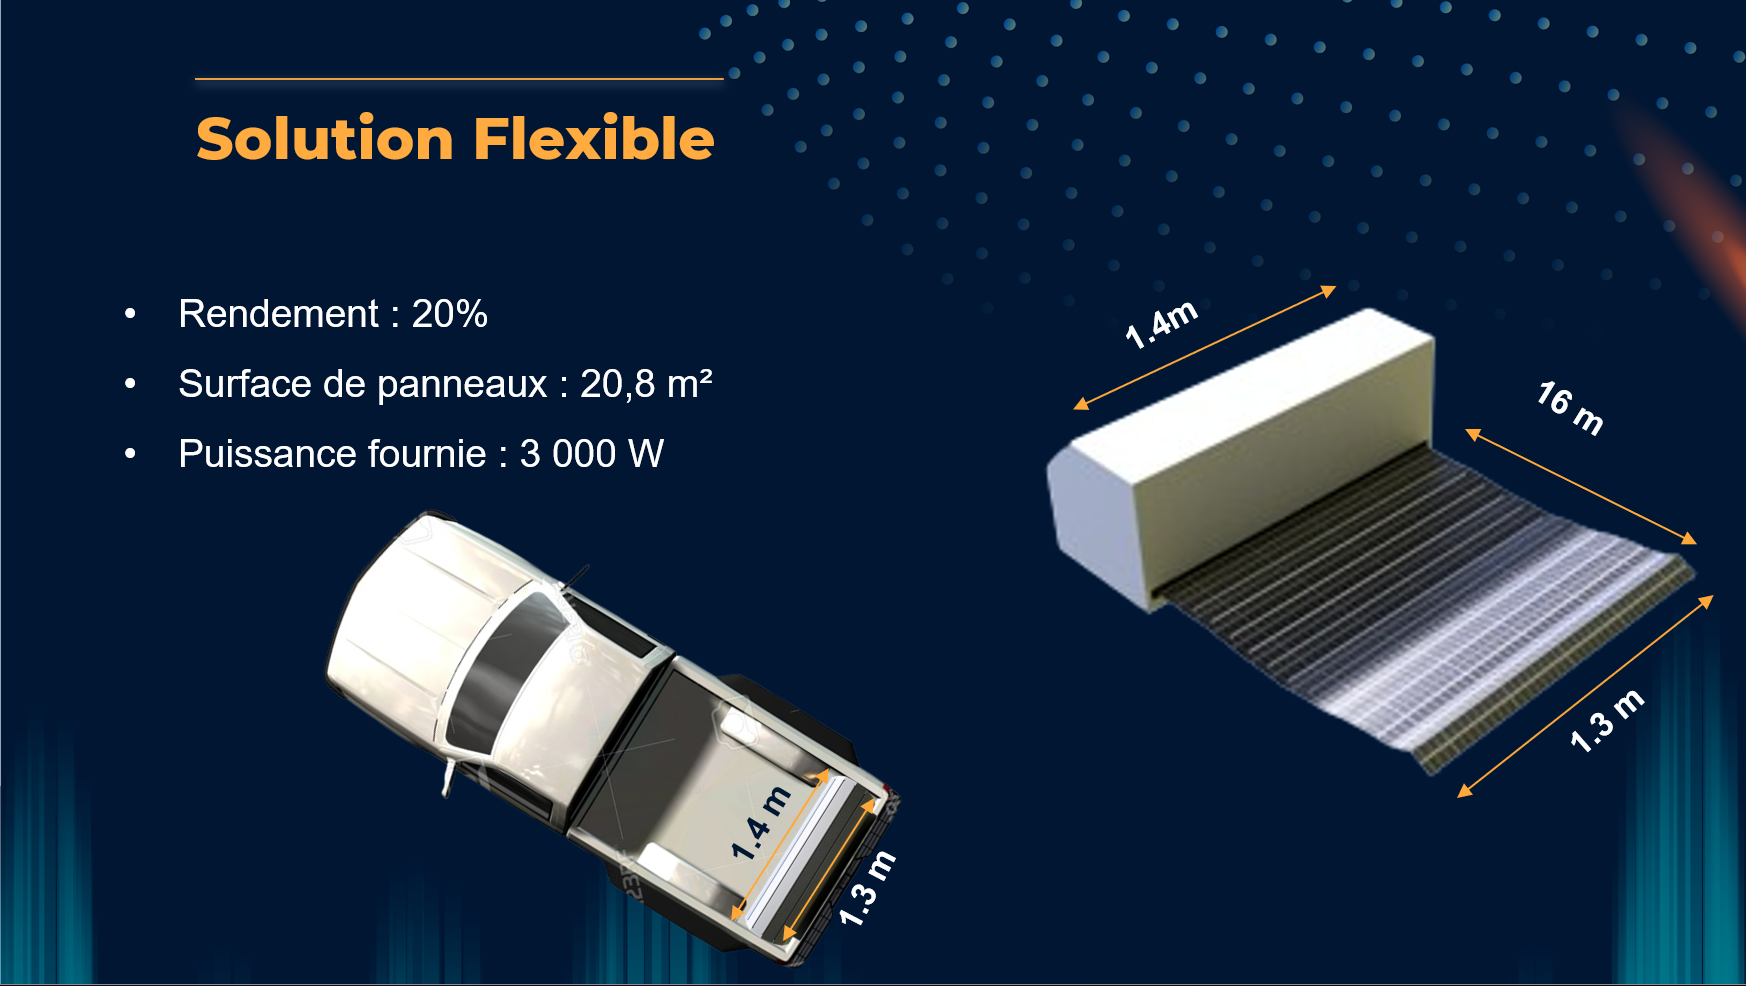 Solution Flexible
• Rendement : 20%
• Surface de panneaux : 20,8 m²
• Puissance fournie : 3 000 W
1.4m
16 m
1.3 m
1.4 m
1.3 m